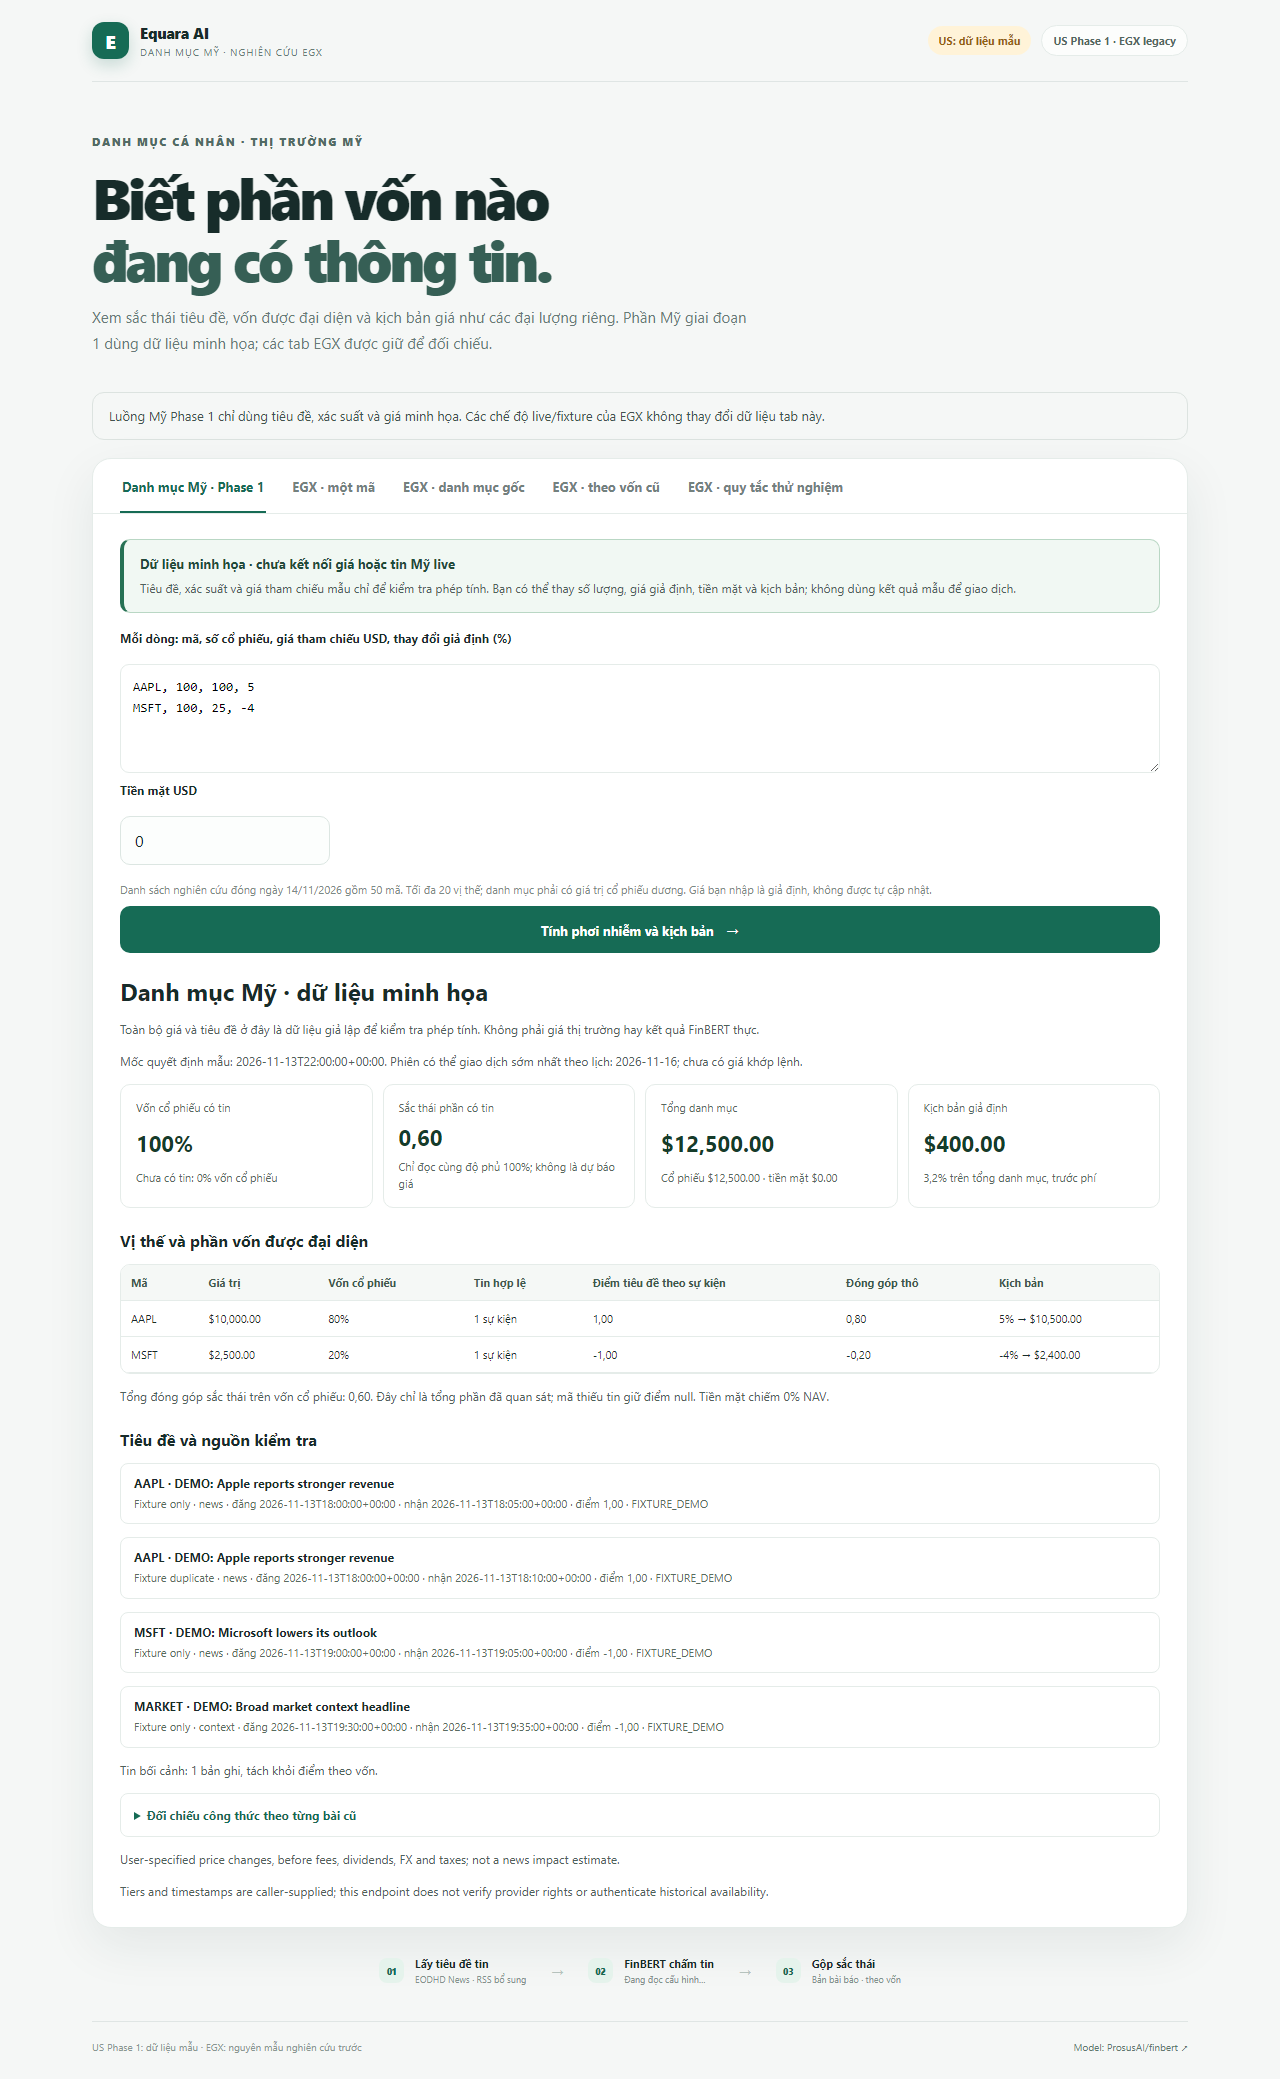 E
Equara AI
DANH MỤC MỸ · NGHIÊN CỨU EGX
US: dữ liệu mẫu
US Phase 1 · EGX legacy
DANH MỤC CÁ NHÂN · THỊ TRƯỜNG MỸ
Biết phần vốn nào
đang có thông tin.
Xem sắc thái tiêu đề, vốn được đại diện và kịch bản giá như các đại lượng riêng. Phần Mỹ giai đoạn
1 dùng dữ liệu minh họa; các tab EGX được giữ để đối chiếu.
Luồng Mỹ Phase 1 chỉ dùng tiêu đề, xác suất và giá minh họa. Các chế độ live/fixture của EGX không thay đổi dữ liệu tab này.
Danh mục Mỹ · Phase 1
EGX · một mã
EGX · danh mục gốc
EGX · theo vốn cũ
EGX · quy tắc thử nghiệm
Dữ liệu minh họa · chưa kết nối giá hoặc tin Mỹ live
Tiêu đề, xác suất và giá tham chiếu mẫu chỉ để kiểm tra phép tính. Bạn có thể thay số lượng, giá giả định, tiền mặt và kịch bản; không dùng kết quả mẫu để giao dịch.
Mỗi dòng: mã, số cổ phiếu, giá tham chiếu USD, thay đổi giả định (%)
AAPL, 100, 100, 5
MSFT, 100, 25, -4
Tiền mặt USD
0
Danh sách nghiên cứu đóng ngày 14/11/2026 gồm 50 mã. Tối đa 20 vị thế; danh mục phải có giá trị cổ phiếu dương. Giá bạn nhập là giả định, không được tự cập nhật.
Tính phơi nhiễm và kịch bản →
Danh mục Mỹ · dữ liệu minh họa
Toàn bộ giá và tiêu đề ở đây là dữ liệu giả lập để kiểm tra phép tính. Không phải giá thị trường hay kết quả FinBERT thực.
Mốc quyết định mẫu: 2026-11-13T22:00:00+00:00. Phiên có thể giao dịch sớm nhất theo lịch: 2026-11-16; chưa có giá khớp lệnh.
Vốn cổ phiếu có tin
100%
Chưa có tin: 0% vốn cổ phiếu
Sắc thái phần có tin
0,60
Chỉ đọc cùng độ phủ 100%; không là dự báo
giá
Tổng danh mục
$12,500.00
Cổ phiếu $12,500.00 · tiền mặt $0.00
Kịch bản giả định
$400.00
3,2% trên tổng danh mục, trước phí
Vị thế và phần vốn được đại diện
Mã Giá trị Vốn cổ phiếu Tin hợp lệ Điểm tiêu đề theo sự kiện Đóng góp thô Kịch bản
AAPL $10,000.00 80% 1 sự kiện 1,00 0,80 5% → $10,500.00
MSFT $2,500.00 20% 1 sự kiện -1,00 -0,20 -4% → $2,400.00
Tổng đóng góp sắc thái trên vốn cổ phiếu: 0,60. Đây chỉ là tổng phần đã quan sát; mã thiếu tin giữ điểm null. Tiền mặt chiếm 0% NAV.
Tiêu đề và nguồn kiểm tra
AAPL · DEMO: Apple reports stronger revenue
Fixture only · news · đăng 2026-11-13T18:00:00+00:00 · nhận 2026-11-13T18:05:00+00:00 · điểm 1,00 · FIXTURE_DEMO
AAPL · DEMO: Apple reports stronger revenue
Fixture duplicate · news · đăng 2026-11-13T18:00:00+00:00 · nhận 2026-11-13T18:10:00+00:00 · điểm 1,00 · FIXTURE_DEMO
MSFT · DEMO: Microsoft lowers its outlook
Fixture only · news · đăng 2026-11-13T19:00:00+00:00 · nhận 2026-11-13T19:05:00+00:00 · điểm -1,00 · FIXTURE_DEMO
MARKET · DEMO: Broad market context headline
Fixture only · context · đăng 2026-11-13T19:30:00+00:00 · nhận 2026-11-13T19:35:00+00:00 · điểm -1,00 · FIXTURE_DEMO
Tin bối cảnh: 1 bản ghi, tách khỏi điểm theo vốn.
▶ Đối chiếu công thức theo từng bài cũ
User-specified price changes, before fees, dividends, FX and taxes; not a news impact estimate.
Tiers and timestamps are caller-supplied; this endpoint does not verify provider rights or authenticate historical availability.
01
Lấy tiêu đề tin
EODHD News · RSS bổ sung
→
02
FinBERT chấm tin
Đang đọc cấu hình...
→
03
Gộp sắc thái
Bản bài báo · theo vốn
US Phase 1: dữ liệu mẫu · EGX: nguyên mẫu nghiên cứu trước
Model: ProsusAI/finbert ↗